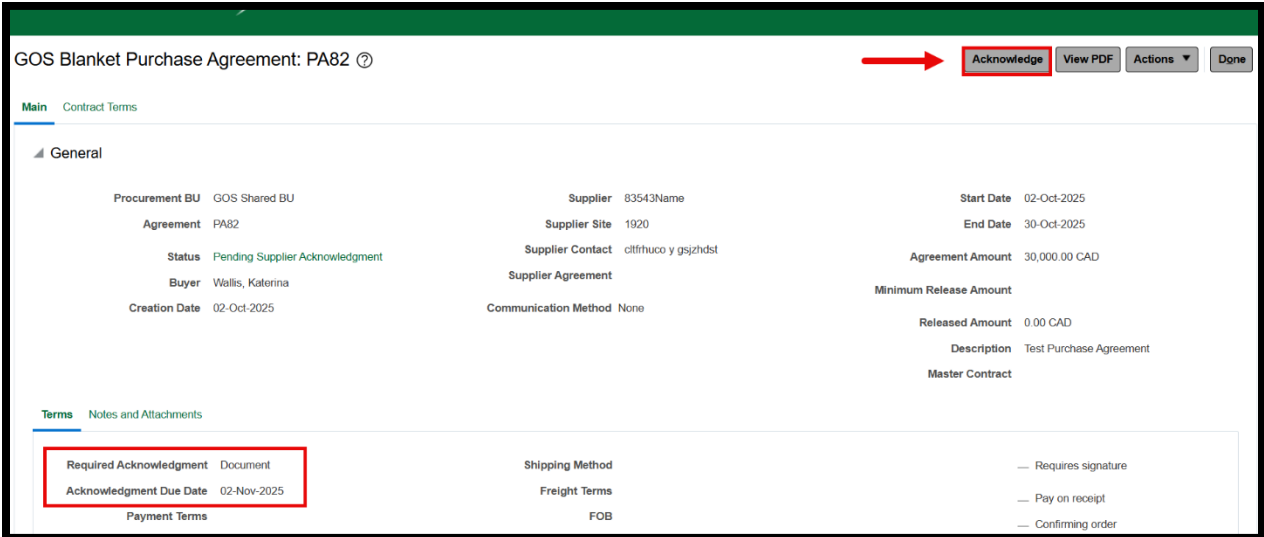 GOS Blanket Purchase Agreement: PA82 ?
Acknowledge View PDF Actions ▼ Done
Main Contract Terms
General
Procurement BU GOS Shared BU
Agreement PA82
Status Pending Supplier Acknowledgment
Buyer Wallis, Katerina
Creation Date 02-Oct-2025
Supplier 83543Name
Supplier Site 1920
Supplier Contact cltfrhuco y gsjzhdst
Supplier Agreement
Communication Method None
Start Date 02-Oct-2025
End Date 30-Oct-2025
Agreement Amount 30,000.00 CAD
Minimum Release Amount
Released Amount 0.00 CAD
Description Test Purchase Agreement
Master Contract
Terms Notes and Attachments
Required Acknowledgment Document
Acknowledgment Due Date 02-Nov-2025
Payment Terms
Shipping Method
Freight Terms
FOB
Requires signature
Pay on receipt
Confirming order